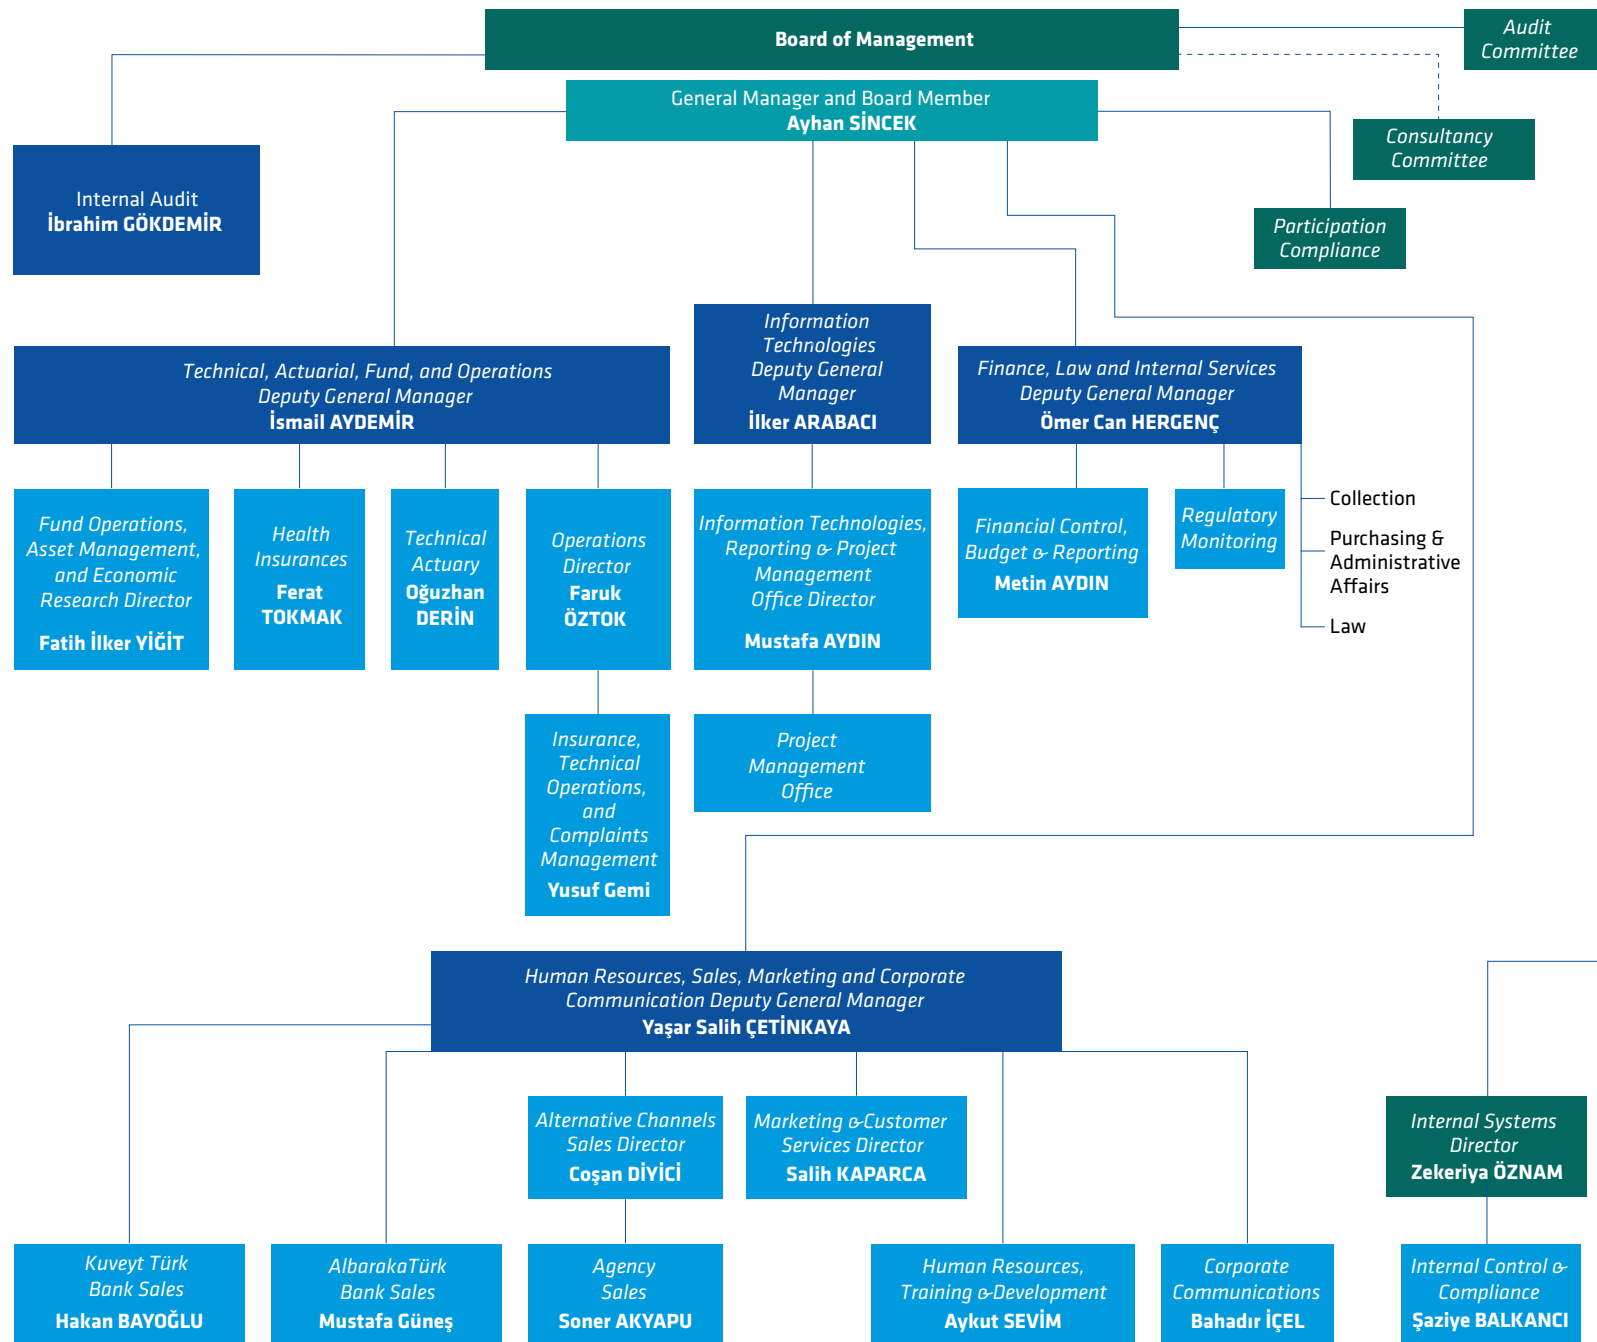 Board of Management
Audit
Committee
General Manager and Board Member
Ayhan SİNCEK
Consultancy
Committee
Internal Audit
İbrahim GÖKDEMİR
Participation
Compliance
Technical, Actuarial, Fund, and Operations
Deputy General Manager
İsmail AYDEMİR
Information
Technologies
Deputy General
Manager
İlker ARABACI
Finance, Law and Internal Services
Deputy General Manager
Ömer Can HERGENÇ
Fund Operations,
Asset Management,
and Economic
Research Director
Fatih İlker YİĞİT
Health
Insurances
Ferat
TOKMAK
Technical
Actuary
Oğuzhan
DERİN
Operations
Director
Faruk
ÖZTOK
Information Technologies,
Reporting & Project
Management
Office Director
Mustafa AYDIN
Financial Control,
Budget & Reporting
Metin AYDIN
Regulatory
Monitoring
Collection
Purchasing &
Administrative
Affairs
Law
Insurance,
Technical
Operations,
and
Complaints
Management
Yusuf Gemi
Project
Management
Office
Human Resources, Sales, Marketing and Corporate
Communication Deputy General Manager
Yaşar Salih ÇETİNKAYA
Alternative Channels
Sales Director
Coşan DİYİCİ
Marketing &Customer
Services Director
Salih KAPARCA
Internal Systems
Director
Zekeriya ÖZNAM
Kuveyt Türk
Bank Sales
Hakan BAYOĞLU
AlbarakaTürk
Bank Sales
Mustafa Güneş
Agency
Sales
Soner AKYAPU
Human Resources,
Training &Development
Aykut SEVİM
Corporate
Communications
Bahadır İÇEL
Internal Control &
Compliance
Şaziye BALKANCI